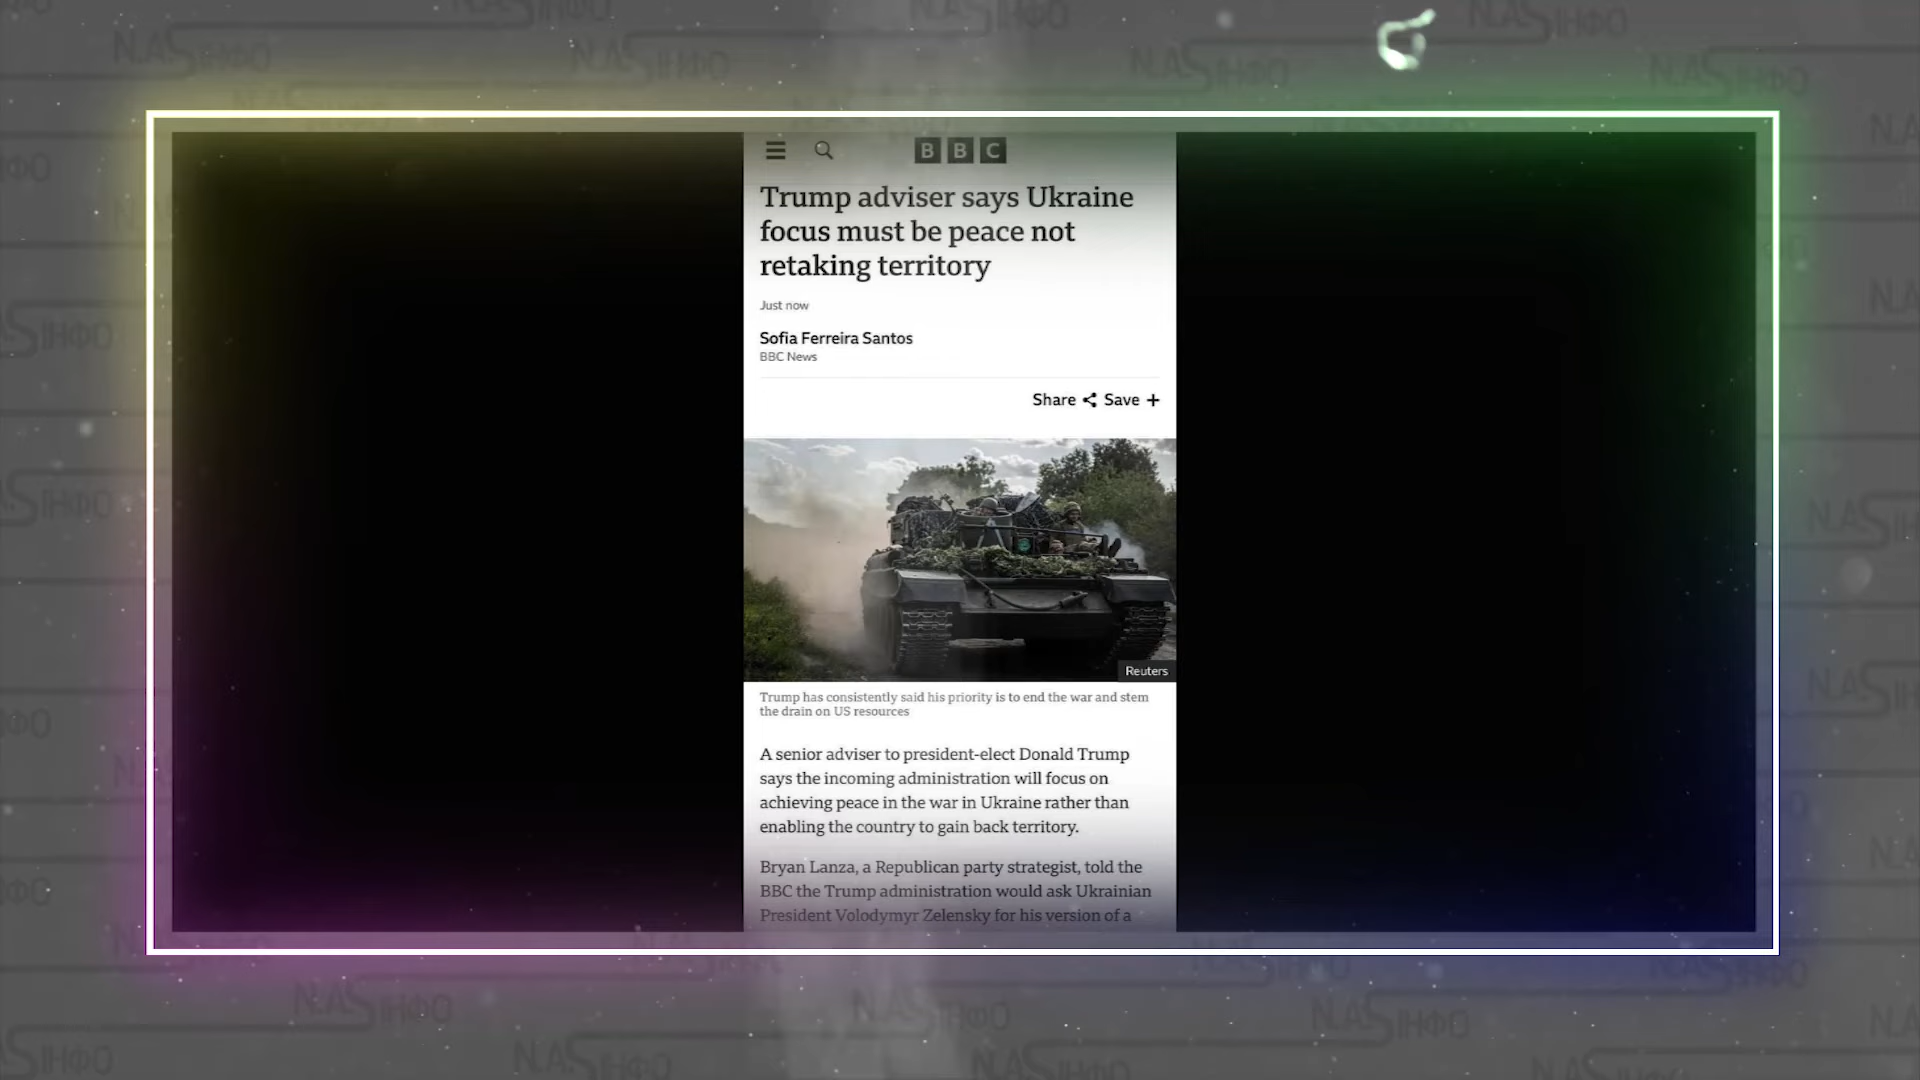 BBC
Trump adviser says Ukraine
focus must be peace not
retaking territory
Just now
Sofia Ferreira Santos
BBC News
Share Save +
Reuters
Trump has consistently said his priority is to end the war and stem
the drain on US resources
A senior adviser to president-elect Donald Trump
says the incoming administration will focus on
achieving peace in the war in Ukraine rather than
enabling the country to gain back territory.
Bryan Lanza, a Republican party strategist, told the
BBC the Trump administration would ask Ukrainian
President Volodymyr Zelensky for his version of a